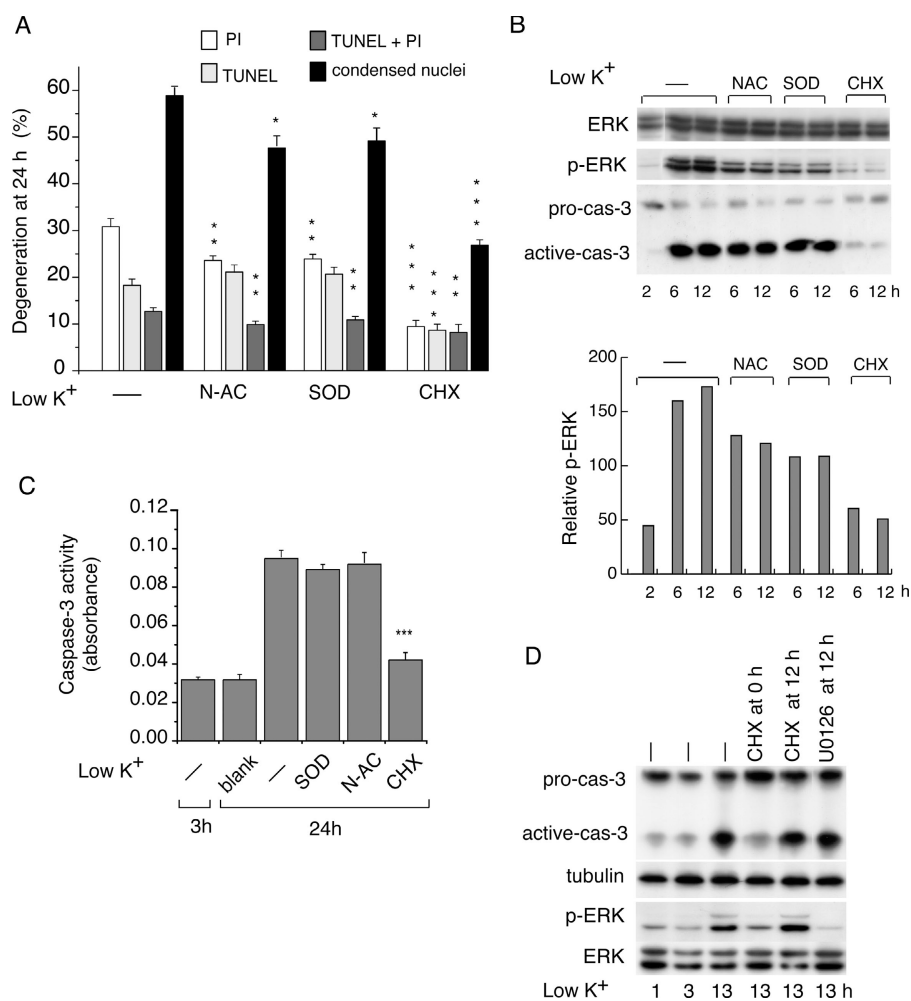 A
PI
TUNEL
TUNEL + PI
condensed nuclei
Degeneration at 24 h (%)
60
50
40
30
20
10
0
*
* *
* *
*
* *
* *
* * *
* * *
* *
* * *
Low K+
—
N-AC
SOD
CHX
B
Low K+
— NAC SOD CHX
ERK
p-ERK
pro-cas-3
active-cas-3
2 6 12 6 12 6 12 6 12 h
200
150
100
50
0
Relative p-ERK
— NAC SOD CHX
2 6 12 6 12 6 12 6 12 h
C
Caspase-3 activity
(absorbance)
0.12
0.10
0.08
0.06
0.04
0.02
0.00
***
Low K+
— blank — SOD N-AC CHX
3h 24h
D
— — — CHX at 0 h CHX at 12 h U0126 at 12 h
pro-cas-3
active-cas-3
tubulin
p-ERK
ERK
Low K+ 1 3 13 13 13 13 h